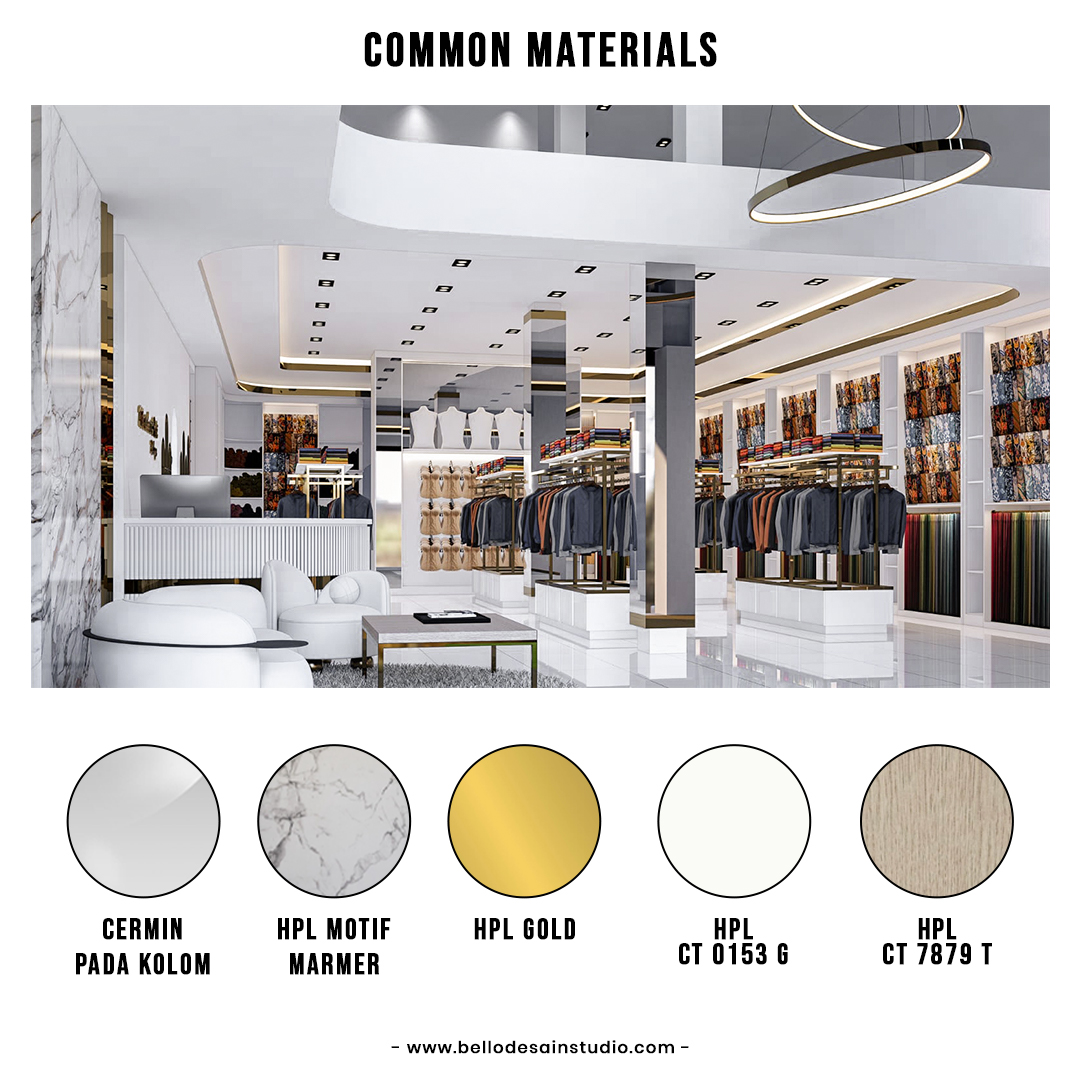 COMMON MATERIALS
CERMIN
PADA KOLOM
HPL MOTIF
MARMER
HPL GOLD
HPL
CT 0153 G
HPL
CT 7879 T
- www.bellodesainstudio.com -